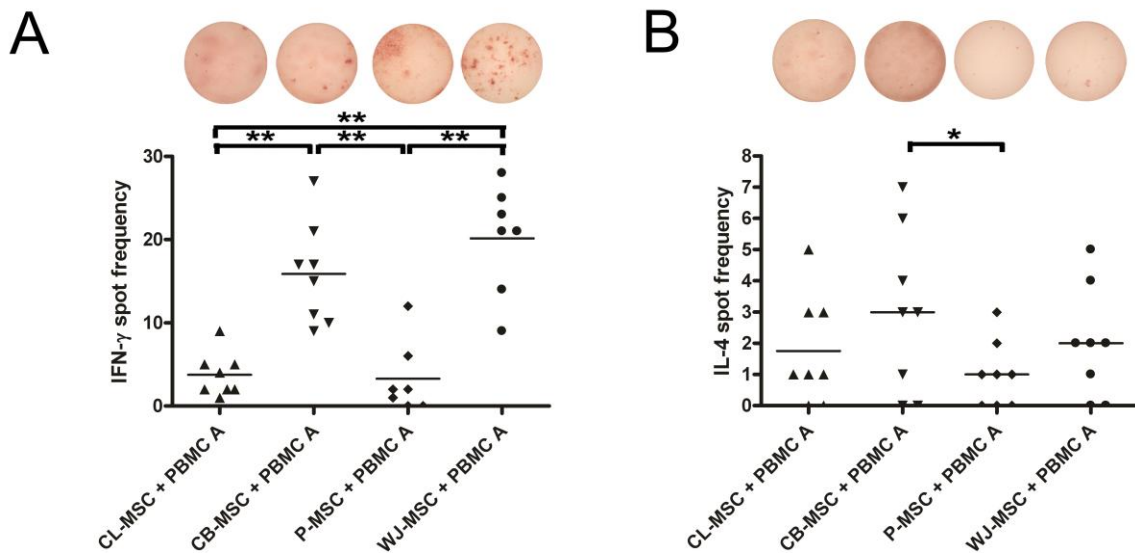 A
**
** ** **
30
20
10
0
IFN-γ spot frequency
CL-MSC + PBMC A
CB-MSC + PBMC A
P-MSC + PBMC A
WJ-MSC + PBMC A
B
*
8
7
6
5
4
3
2
1
0
IL-4 spot frequency
CL-MSC + PBMC A
CB-MSC + PBMC A
P-MSC + PBMC A
WJ-MSC + PBMC A